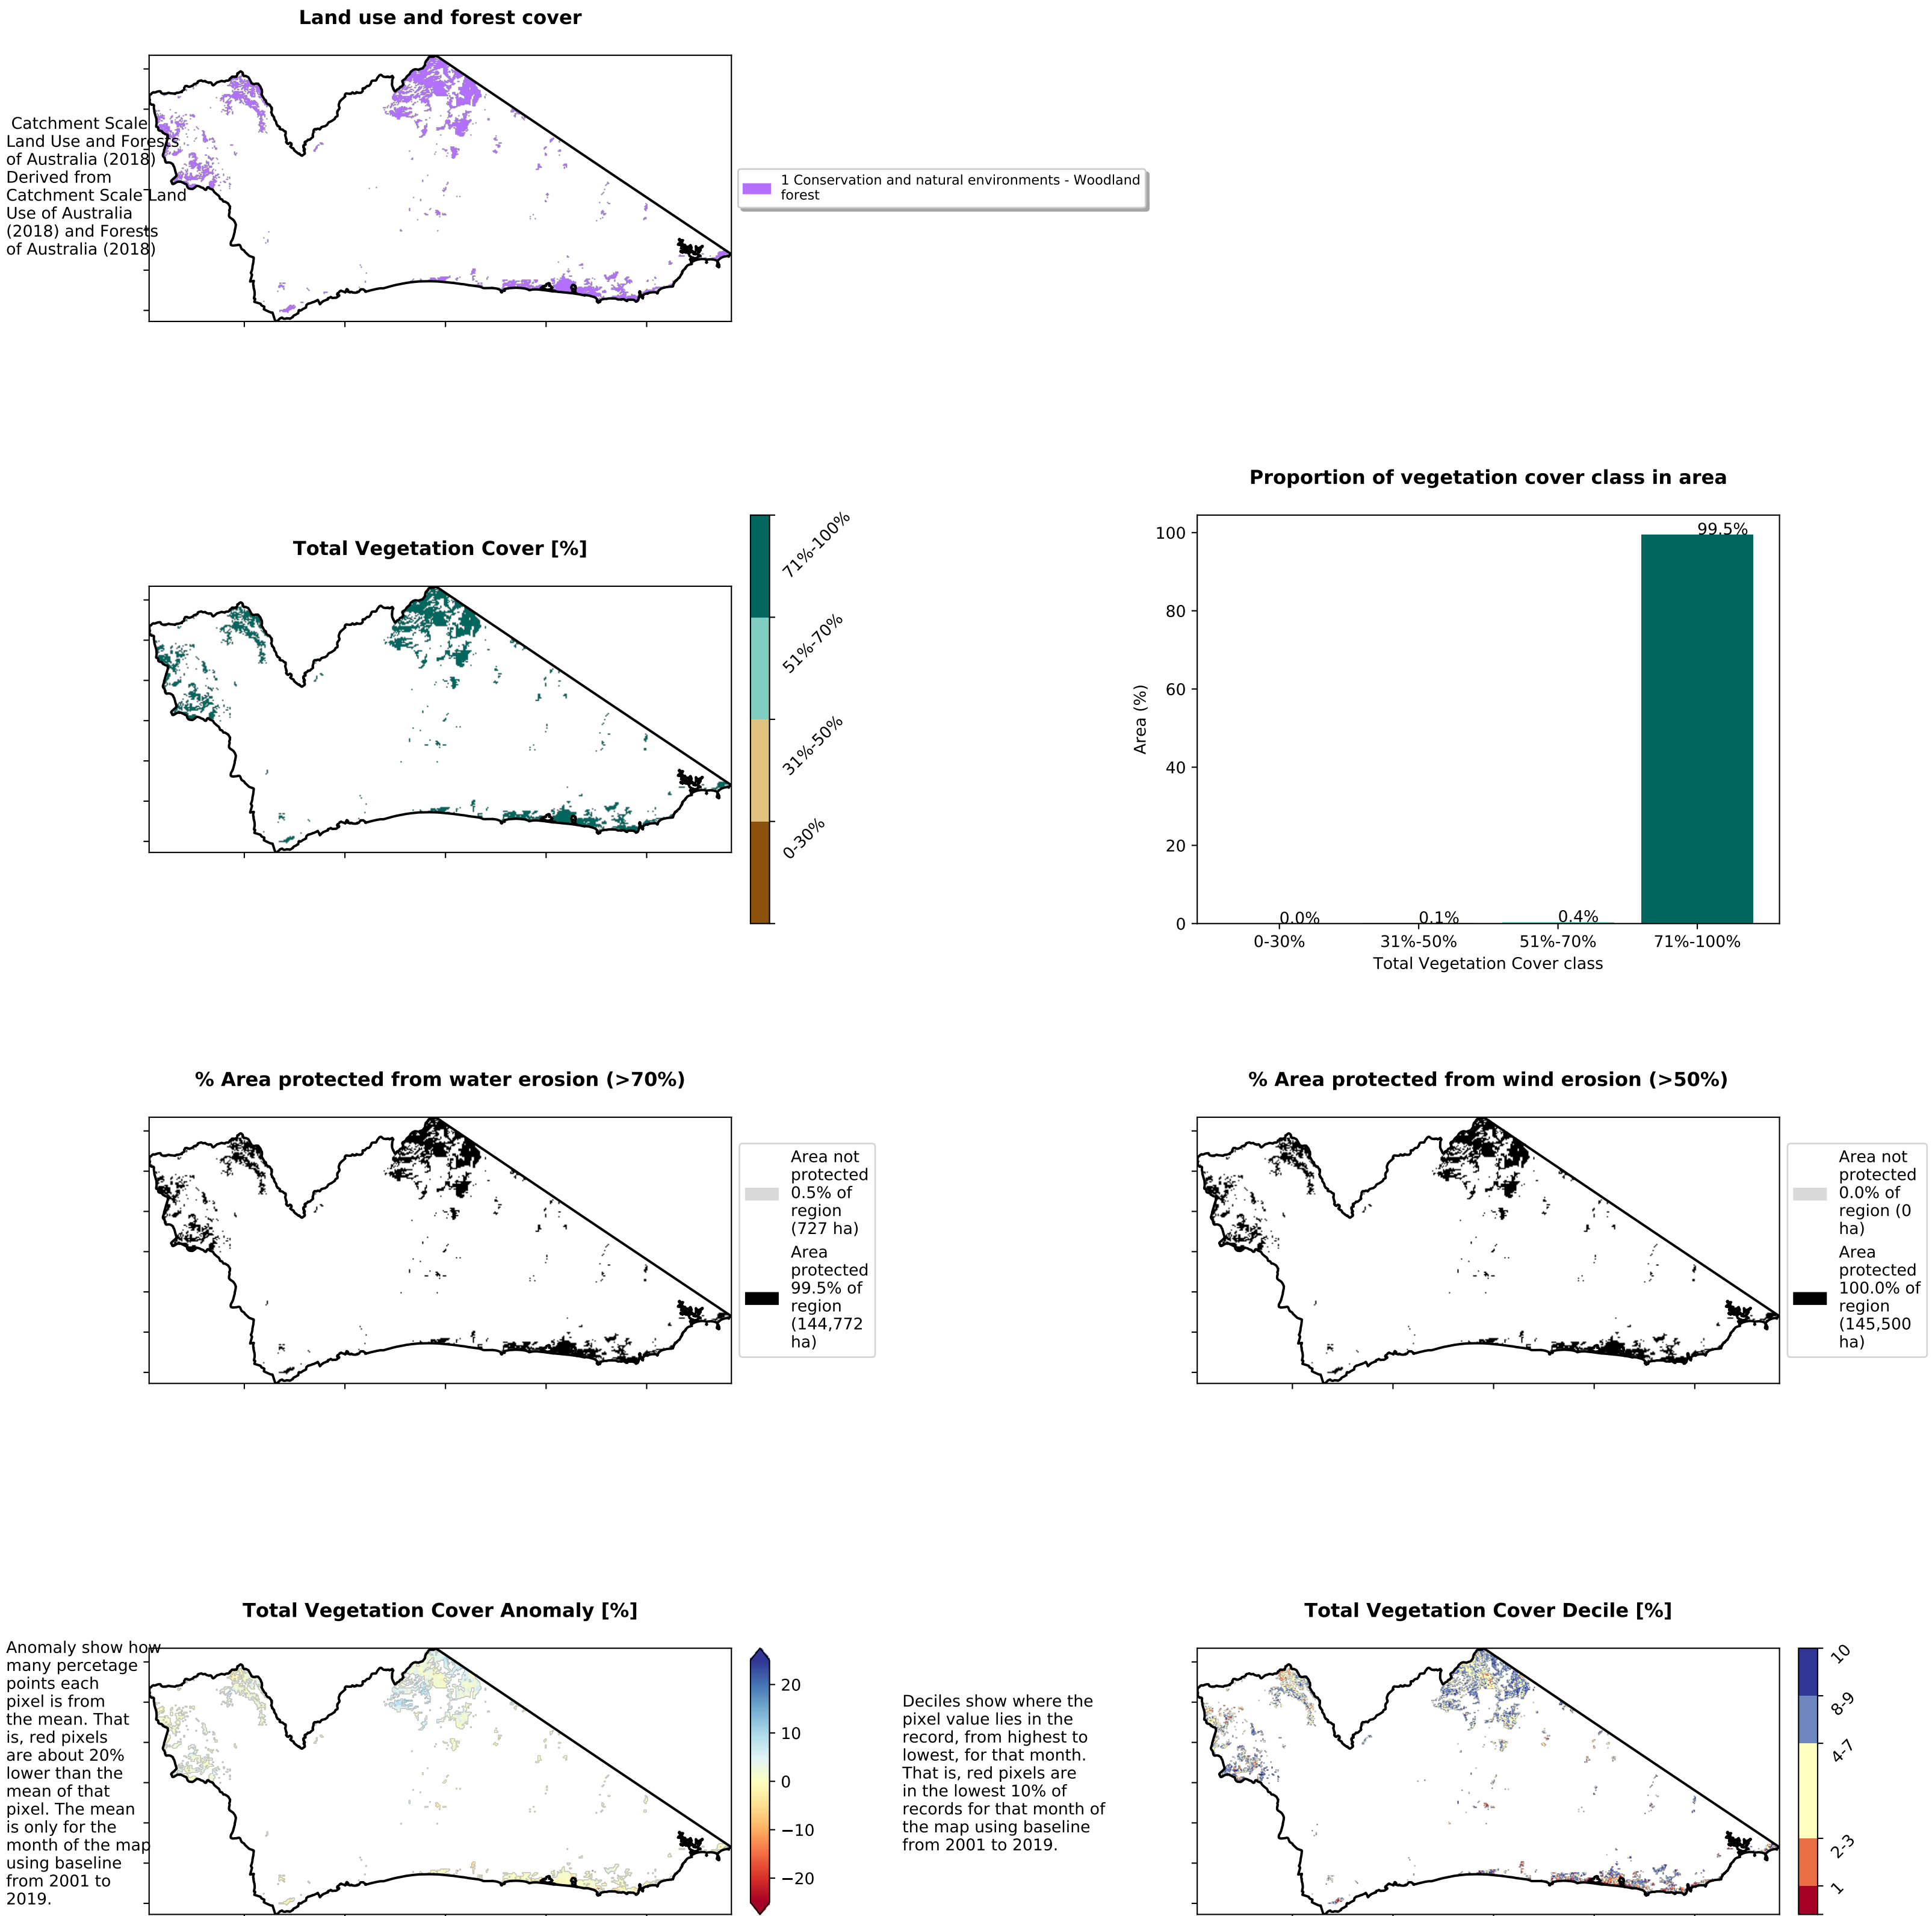 Land use and forest cover
Catchment Scale
Land Use and Forests
of Australia (2018)
Derived from
Catchment Scale Land
Use of Australia
(2018) and Forests
of Australia (2018)
1 Conservation and natural environments - Woodland
forest
Total Vegetation Cover [%]
71%-100%
51%-70%
31%-50%
0-30%
Proportion of vegetation cover class in area
100
80
60
40
20
0
Area (%)
0.0%
0.1%
0.4%
99.5%
0-30%
31%-50%
51%-70%
71%-100%
Total Vegetation Cover class
% Area protected from water erosion (>70%)
Area not
protected
0.5% of
region
(727 ha)
Area
protected
99.5% of
region
(144,772
ha)
% Area protected from wind erosion (>50%)
Area not
protected
0.0% of
region (0
ha)
Area
protected
100.0% of
region
(145,500
ha)
Total Vegetation Cover Anomaly [%]
Anomaly show how
many percetage
points each
pixel is from
the mean. That
is, red pixels
are about 20%
lower than the
mean of that
pixel. The mean
is only for the
month of the map
using baseline
from 2001 to
2019.
20
10
0
−10
−20
Total Vegetation Cover Decile [%]
Deciles show where the
pixel value lies in the
record, from highest to
lowest, for that month.
That is, red pixels are
in the lowest 10% of
records for that month of
the map using baseline
from 2001 to 2019.
10
8-9
4-7
2-3
1